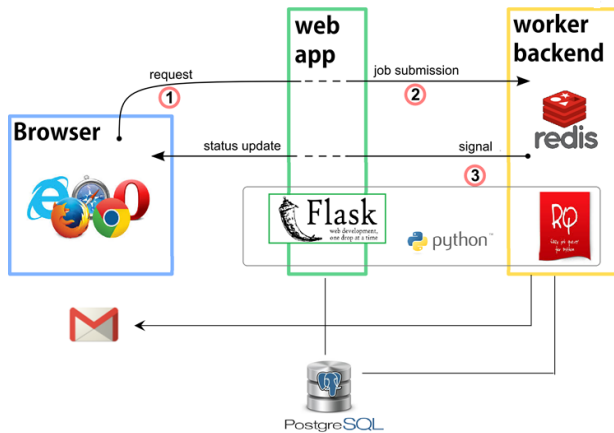 web
app
worker
backend
request
job submission
1
2
Browser
status update
signal
redis
3
Flask
web development,
one drop at a time
python
RQ
PostgreSQL